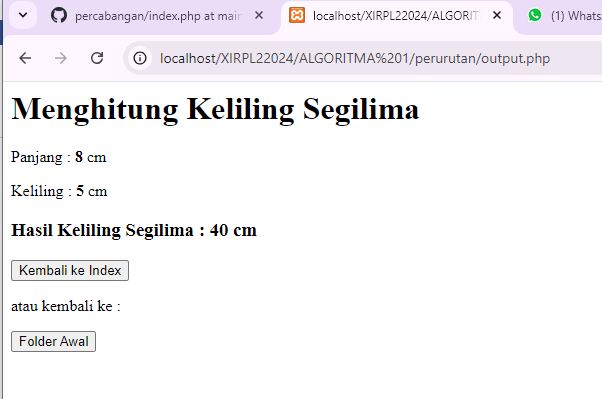 percabangan/index.php at main
localhost/XIRPL22024/ALGORIT
(1) Whats
localhost/XIRPL22024/ALGORITMA%201/perurutan/output.php
Menghitung Keliling Segilima
Panjang : 8 cm
Keliling : 5 cm
Hasil Keliling Segilima : 40 cm
Kembali ke Index
atau kembali ke :
Folder Awal